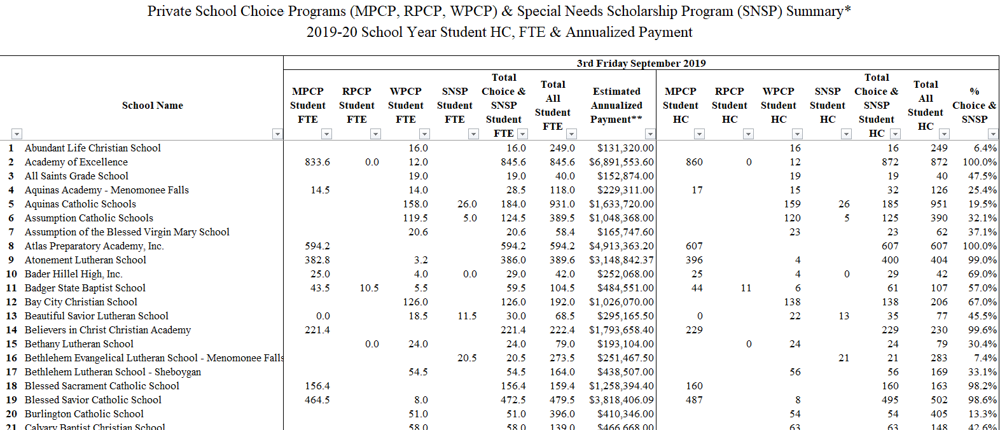 Private School Choice Programs (MPCP, RPCP, WPCP) & Special Needs Scholarship Program (SNSP) Summary*
2019-20 School Year Student HC, FTE & Annualized Payment
3rd Friday September 2019
School Name MPCP Student FTE RPCP Student FTE WPCP Student FTE SNSP Student FTE Total Choice & SNSP Student FTE Total All Student FTE Estimated Annualized Payment** MPCP Student HC RPCP Student HC WPCP Student HC SNSP Student HC Total Choice & SNSP Student HC Total All Student HC % Choice & SNSP
1 Abundant Life Christian School 16.0 16.0 249.0 $131,320.00 16 16 249 6.4%
2 Academy of Excellence 833.6 0.0 12.0 845.6 845.6 $6,891,553.60 860 0 12 872 872 100.0%
3 All Saints Grade School 19.0 19.0 40.0 $152,874.00 19 19 40 47.5%
4 Aquinas Academy - Menomonee Falls 14.5 14.0 28.5 118.0 $229,311.00 17 15 32 126 25.4%
5 Aquinas Catholic Schools 158.0 26.0 184.0 931.0 $1,633,720.00 159 26 185 951 19.5%
6 Assumption Catholic Schools 119.5 5.0 124.5 389.5 $1,048,368.00 120 5 125 390 32.1%
7 Assumption of the Blessed Virgin Mary School 20.6 20.6 58.4 $165,747.60 23 23 62 37.1%
8 Atlas Preparatory Academy, Inc. 594.2 594.2 594.2 $4,913,363.20 607 607 607 100.0%
9 Atonement Lutheran School 382.8 3.2 386.0 389.6 $3,148,842.37 396 4 400 404 99.0%
10 Bader Hillel High, Inc. 25.0 4.0 0.0 29.0 42.0 $252,068.00 25 4 0 29 42 69.0%
11 Badger State Baptist School 43.5 10.5 5.5 59.5 104.5 $484,551.00 44 11 6 61 107 57.0%
12 Bay City Christian School 126.0 126.0 192.0 $1,026,070.00 138 138 206 67.0%
13 Beautiful Savior Lutheran School 0.0 18.5 11.5 30.0 68.5 $295,165.50 0 22 13 35 77 45.5%
14 Believers in Christ Christian Academy 221.4 221.4 222.4 $1,793,658.40 229 229 230 99.6%
15 Bethany Lutheran School 0.0 24.0 24.0 79.0 $193,104.00 0 24 24 79 30.4%
16 Bethlehem Evangelical Lutheran School - Menomonee Falls 20.5 20.5 273.5 $251,467.50 21 21 283 7.4%
17 Bethlehem Lutheran School - Sheboygan 54.5 54.5 164.0 $438,507.00 56 56 169 33.1%
18 Blessed Sacrament Catholic School 156.4 156.4 159.4 $1,258,394.40 160 160 163 98.2%
19 Blessed Savior Catholic School 464.5 8.0 472.5 479.5 $3,818,406.09 487 8 495 502 98.6%
20 Burlington Catholic School 51.0 51.0 396.0 $410,346.00 54 54 405 13.3%
21 Calvary Baptist Christian School 58.0 58.0 139.0 $466,668.00 63 63 148 42.6%